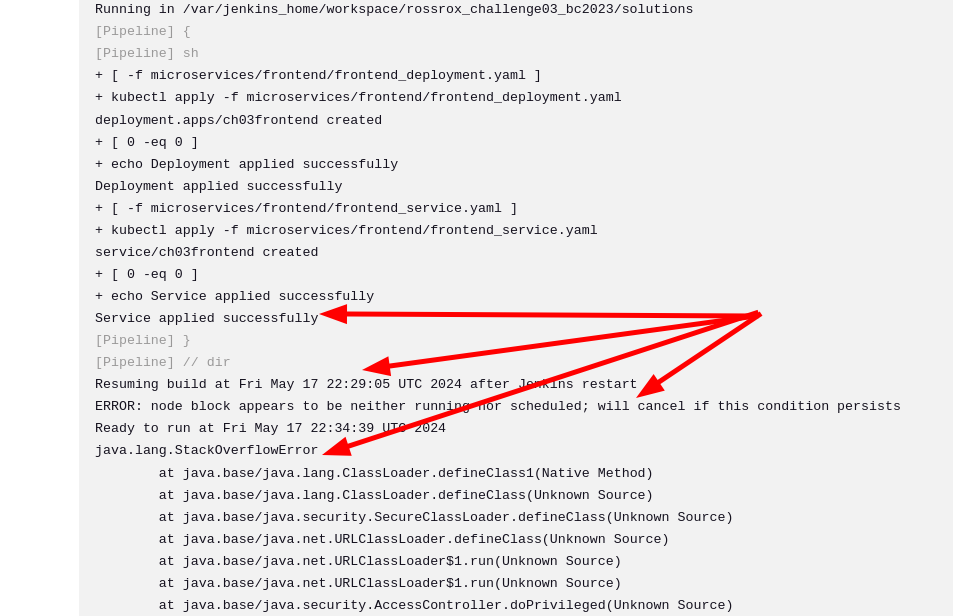 Running in /var/jenkins_home/workspace/rossrox_challenge03_bc2023/solutions
[Pipeline] {
[Pipeline] sh
+ [ -f microservices/frontend/frontend_deployment.yaml ]
+ kubectl apply -f microservices/frontend/frontend_deployment.yaml
deployment.apps/ch03frontend created
+ [ 0 -eq 0 ]
+ echo Deployment applied successfully
Deployment applied successfully
+ [ -f microservices/frontend/frontend_service.yaml ]
+ kubectl apply -f microservices/frontend/frontend_service.yaml
service/ch03frontend created
+ [ 0 -eq 0 ]
+ echo Service applied successfully
Service applied successfully
[Pipeline] }
[Pipeline] // dir
Resuming build at Fri May 17 22:29:05 UTC 2024 after Jenkins restart
ERROR: node block appears to be neither running nor scheduled; will cancel if this condition persists
Ready to run at Fri May 17 22:34:39 UTC 2024
java.lang.StackOverflowError
	at java.base/java.lang.ClassLoader.defineClass1(Native Method)
	at java.base/java.lang.ClassLoader.defineClass(Unknown Source)
	at java.base/java.security.SecureClassLoader.defineClass(Unknown Source)
	at java.base/java.net.URLClassLoader.defineClass(Unknown Source)
	at java.base/java.net.URLClassLoader$1.run(Unknown Source)
	at java.base/java.net.URLClassLoader$1.run(Unknown Source)
	at java.base/java.security.AccessController.doPrivileged(Unknown Source)